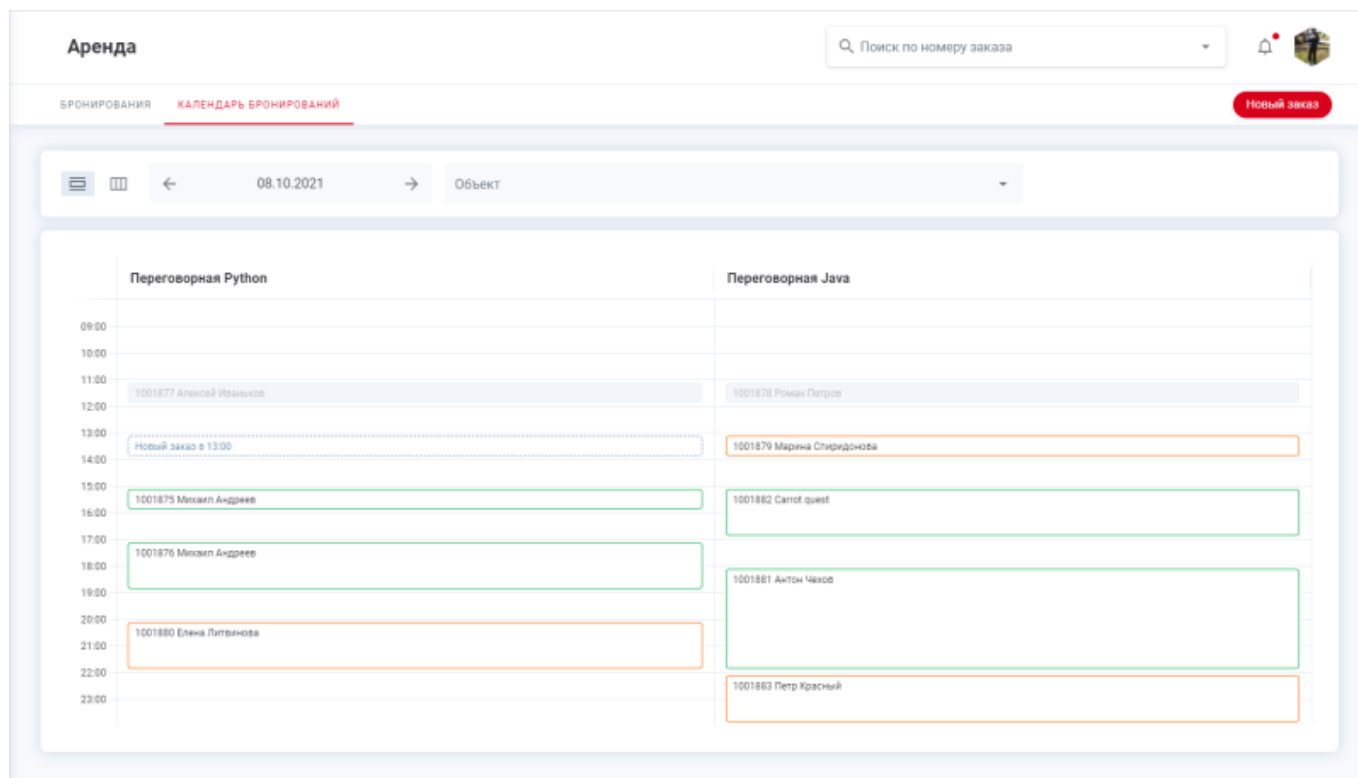 Аренда
Поиск по номеру заказа
БРОНИРОВАНИЯ
КАЛЕНДАРЬ БРОНИРОВАНИЙ
Новый заказ
08.10.2021
Объект
Переговорная Python
Переговорная Java
09:00
10:00
11:00
1001877 Алексей Иваньков
1001878 Роман Петров
12:00
13:00
Новый заказ в 13:00
1001879 Марина Спиридонова
14:00
15:00
1001875 Михаил Андреев
1001882 Carrot quest
16:00
17:00
1001876 Михаил Андреев
18:00
1001881 Антон Чехов
19:00
20:00
1001880 Елена Литвинова
21:00
22:00
1001883 Петр Красный
23:00